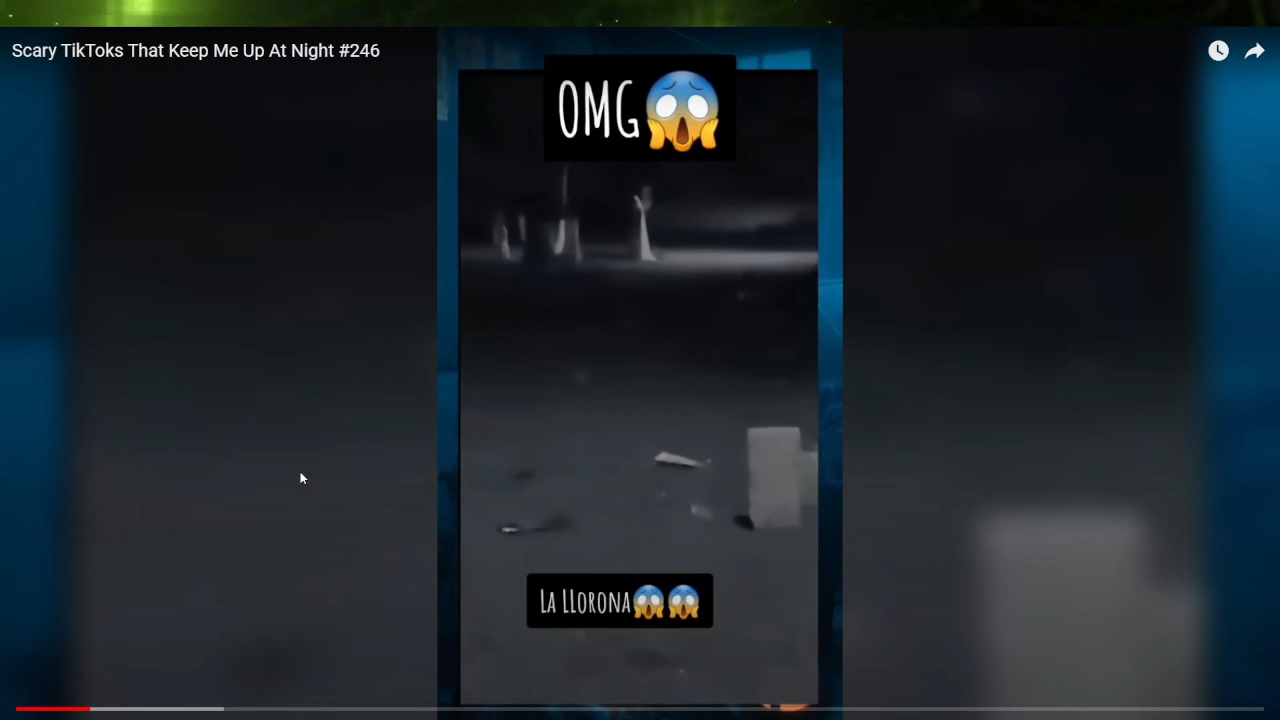 Scary TikToks That Keep Me Up At Night #246
OMG😱
La Llorona😱😱